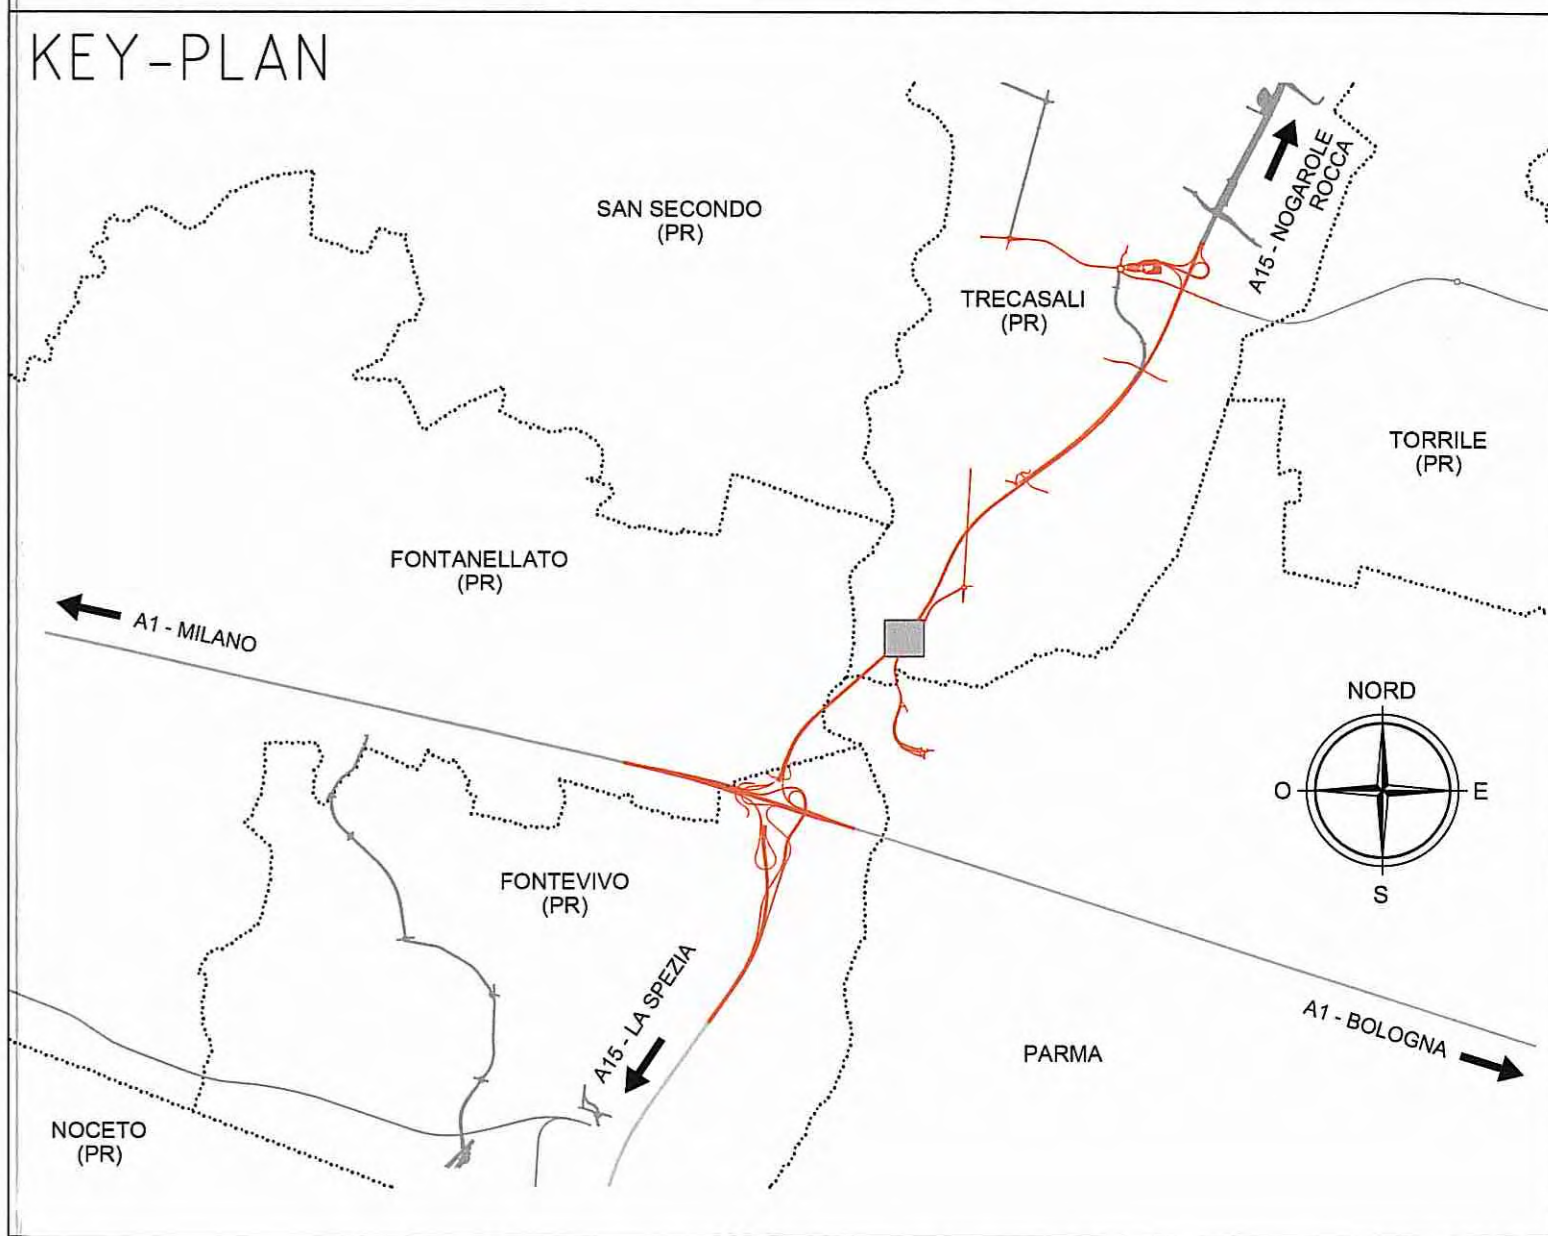 KEY-PLAN
SAN SECONDO
(PR)
A15 - NOGAROLE
ROCCA
TRECASALI
(PR)
TORRILE
(PR)
FONTANELLATO
(PR)
A1 - MILANO
NORD
O
E
S
FONTEVIVO
(PR)
A15 - LA SPEZIA
A1 - BOLOGNA
PARMA
NOCETO
(PR)